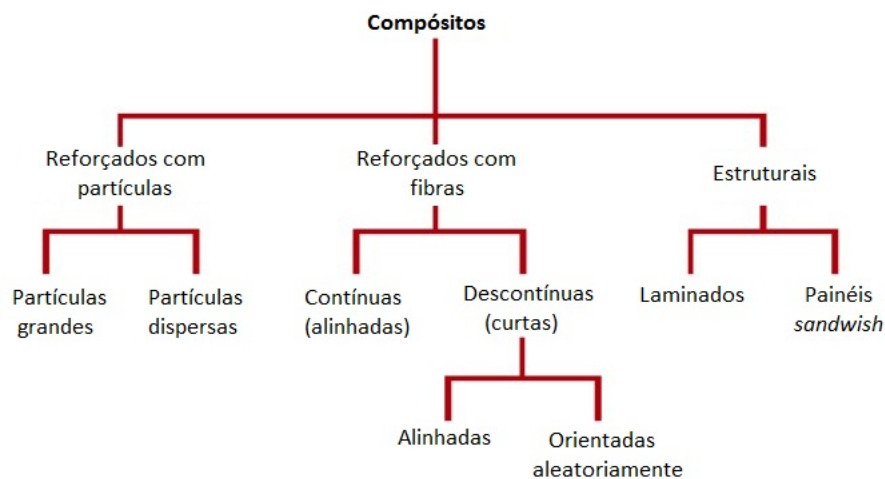 Compósitos
Reforçados com
partículas
Reforçados com
fibras
Estruturais
Partículas
grandes
Partículas
dispersas
Contínuas
(alinhadas)
Descontínuas
(curtas)
Laminados
Painéis
sandwish
Alinhadas
Orientadas
aleatoriamente